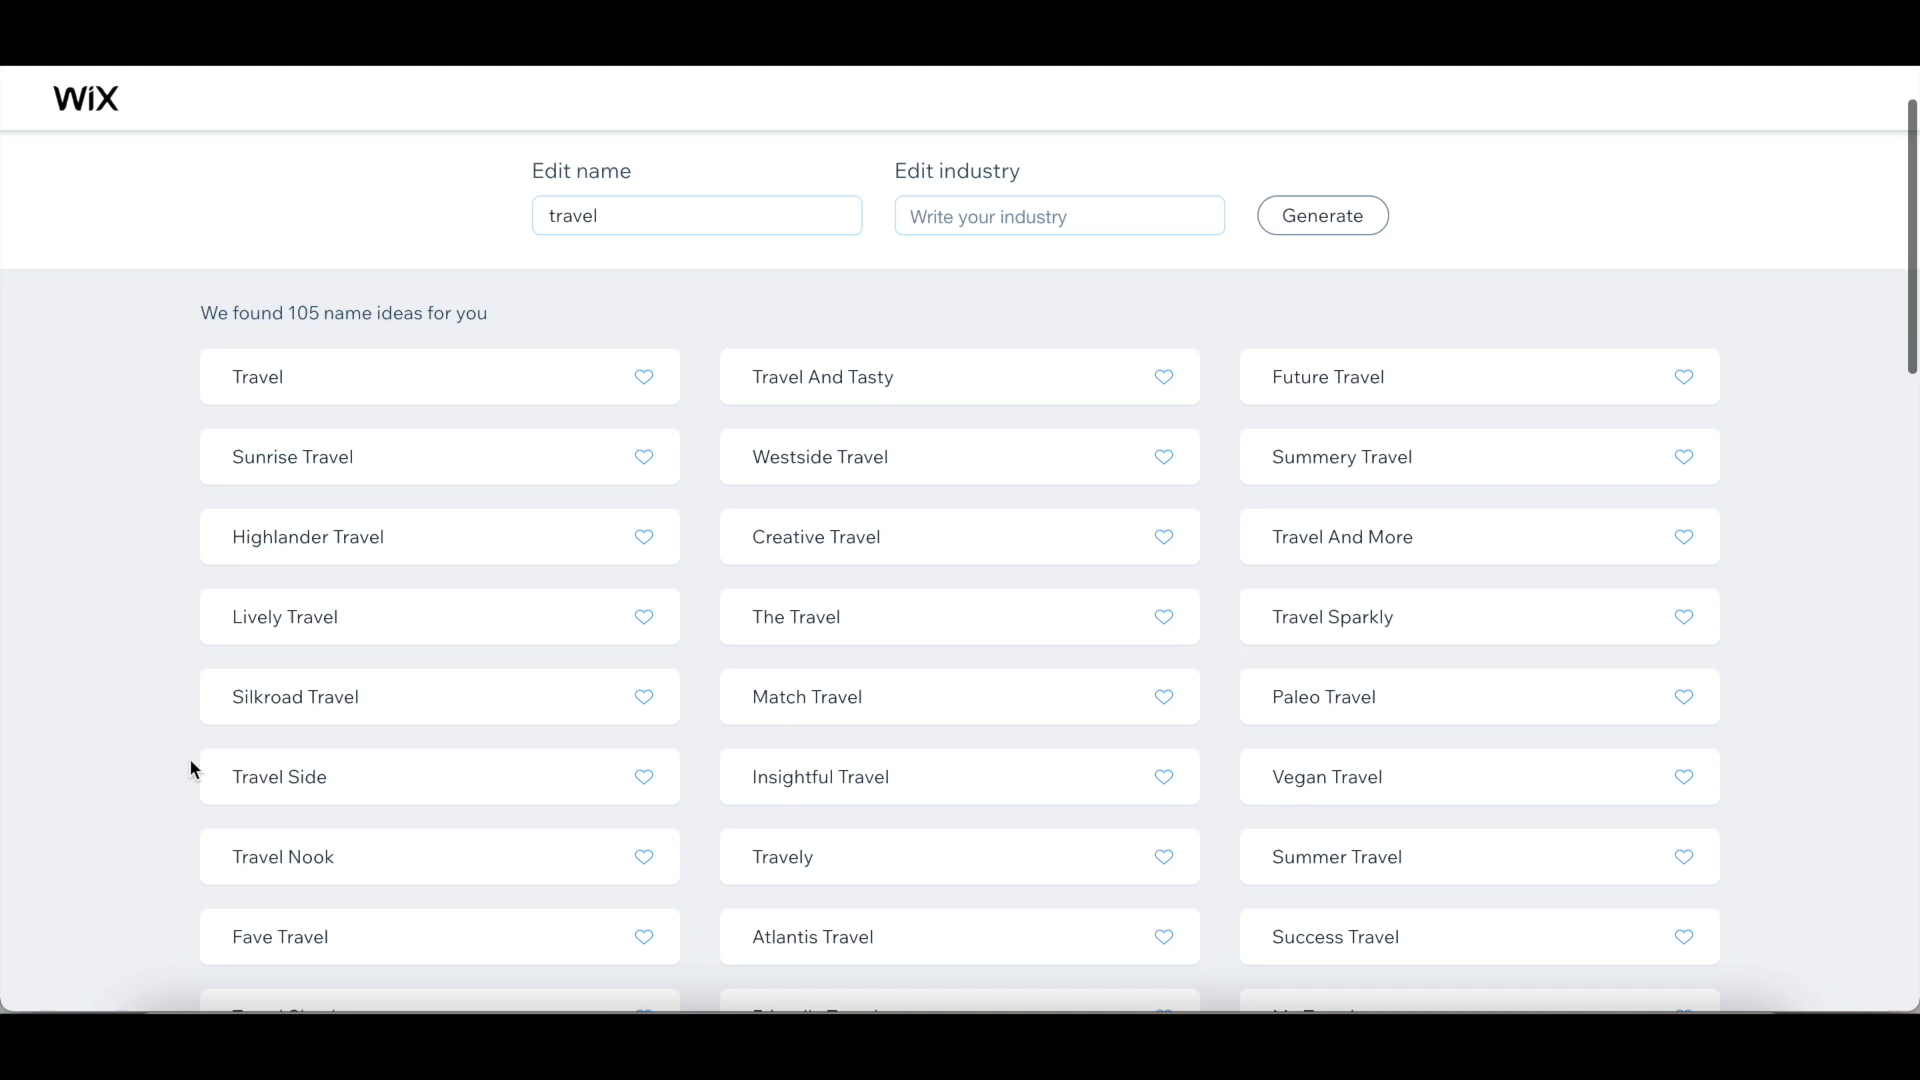 WiX
Edit name
Edit industry
travel
Write your industry
Generate
We found 105 name ideas for you
Travel
Travel And Tasty
Future Travel
Sunrise Travel
Westside Travel
Summery Travel
Highlander Travel
Creative Travel
Travel And More
Lively Travel
The Travel
Travel Sparkly
Silkroad Travel
Match Travel
Paleo Travel
Travel Side
Insightful Travel
Vegan Travel
Travel Nook
Travely
Summer Travel
Fave Travel
Atlantis Travel
Success Travel